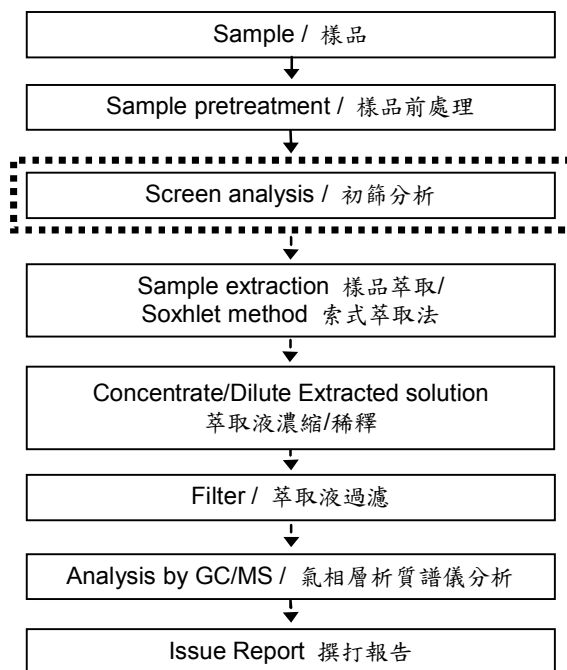 Sample / 樣品
Sample pretreatment / 樣品前處理
Screen analysis / 初篩分析
Sample extraction 樣品萃取/
Soxhlet method 索式萃取法
Concentrate/Dilute Extracted solution
萃取液濃縮/稀釋
Filter / 萃取液過濾
Analysis by GC/MS / 氣相層析質譜儀分析
Issue Report 撰打報告